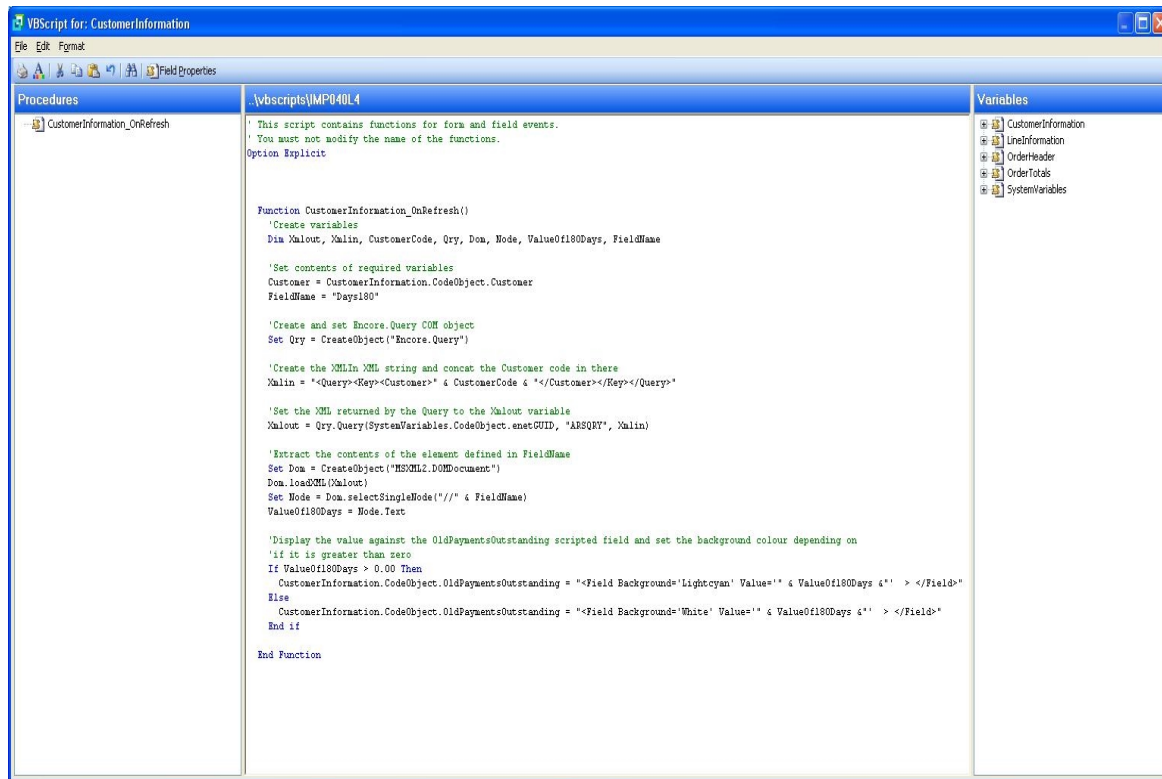 VBScript for: CustomerInformation
File Edit Format
Field Properties
Procedures
..\vbscripts\IMP040L4
Variables
CustomerInformation_OnRefresh
CustomerInformation
LineInformation
OrderHeader
OrderTotals
SystemVariables
' This script contains functions for form and field events.
' You must not modify the name of the functions.
Option Explicit
Function CustomerInformation_OnRefresh()
'Create variables
Dim Xmlout, Xmlin, CustomerCode, Qry, Dom, Node, ValueOf180Days, FieldName
'Set contents of required variables
Customer = CustomerInformation.CodeObject.Customer
FieldName = "Days180"
'Create and set Encore.Query COM object
Set Qry = CreateObject("Encore.Query")
'Create the XMLIn XML string and concat the Customer code in there
Xmlin = "<Query><Key><Customer>" & CustomerCode & "</Customer></Key></Query>"
'Set the XML returned by the Query to the Xmlout variable
Xmlout = Qry.Query(SystemVariables.CodeObject.enetGUID, "ARSQRY", Xmlin)
'Extract the contents of the element defined in FieldName
Set Dom = CreateObject("MSXML2.DOMDocument")
Dom.loadXML(Xmlout)
Set Node = Dom.selectSingleNode("//" & FieldName)
ValueOf180Days = Node.Text
'Display the value against the OldPaymentsOutstanding scripted field and set the background colour depending on
'if it is greater than zero
If ValueOf180Days > 0.00 Then
CustomerInformation.CodeObject.OldPaymentsOutstanding = "<Field Background='Lightcyan' Value='" & ValueOf180Days &"' > </Field>"
Else
CustomerInformation.CodeObject.OldPaymentsOutstanding = "<Field Background='White' Value='" & ValueOf180Days &"' > </Field>"
End if
End Function